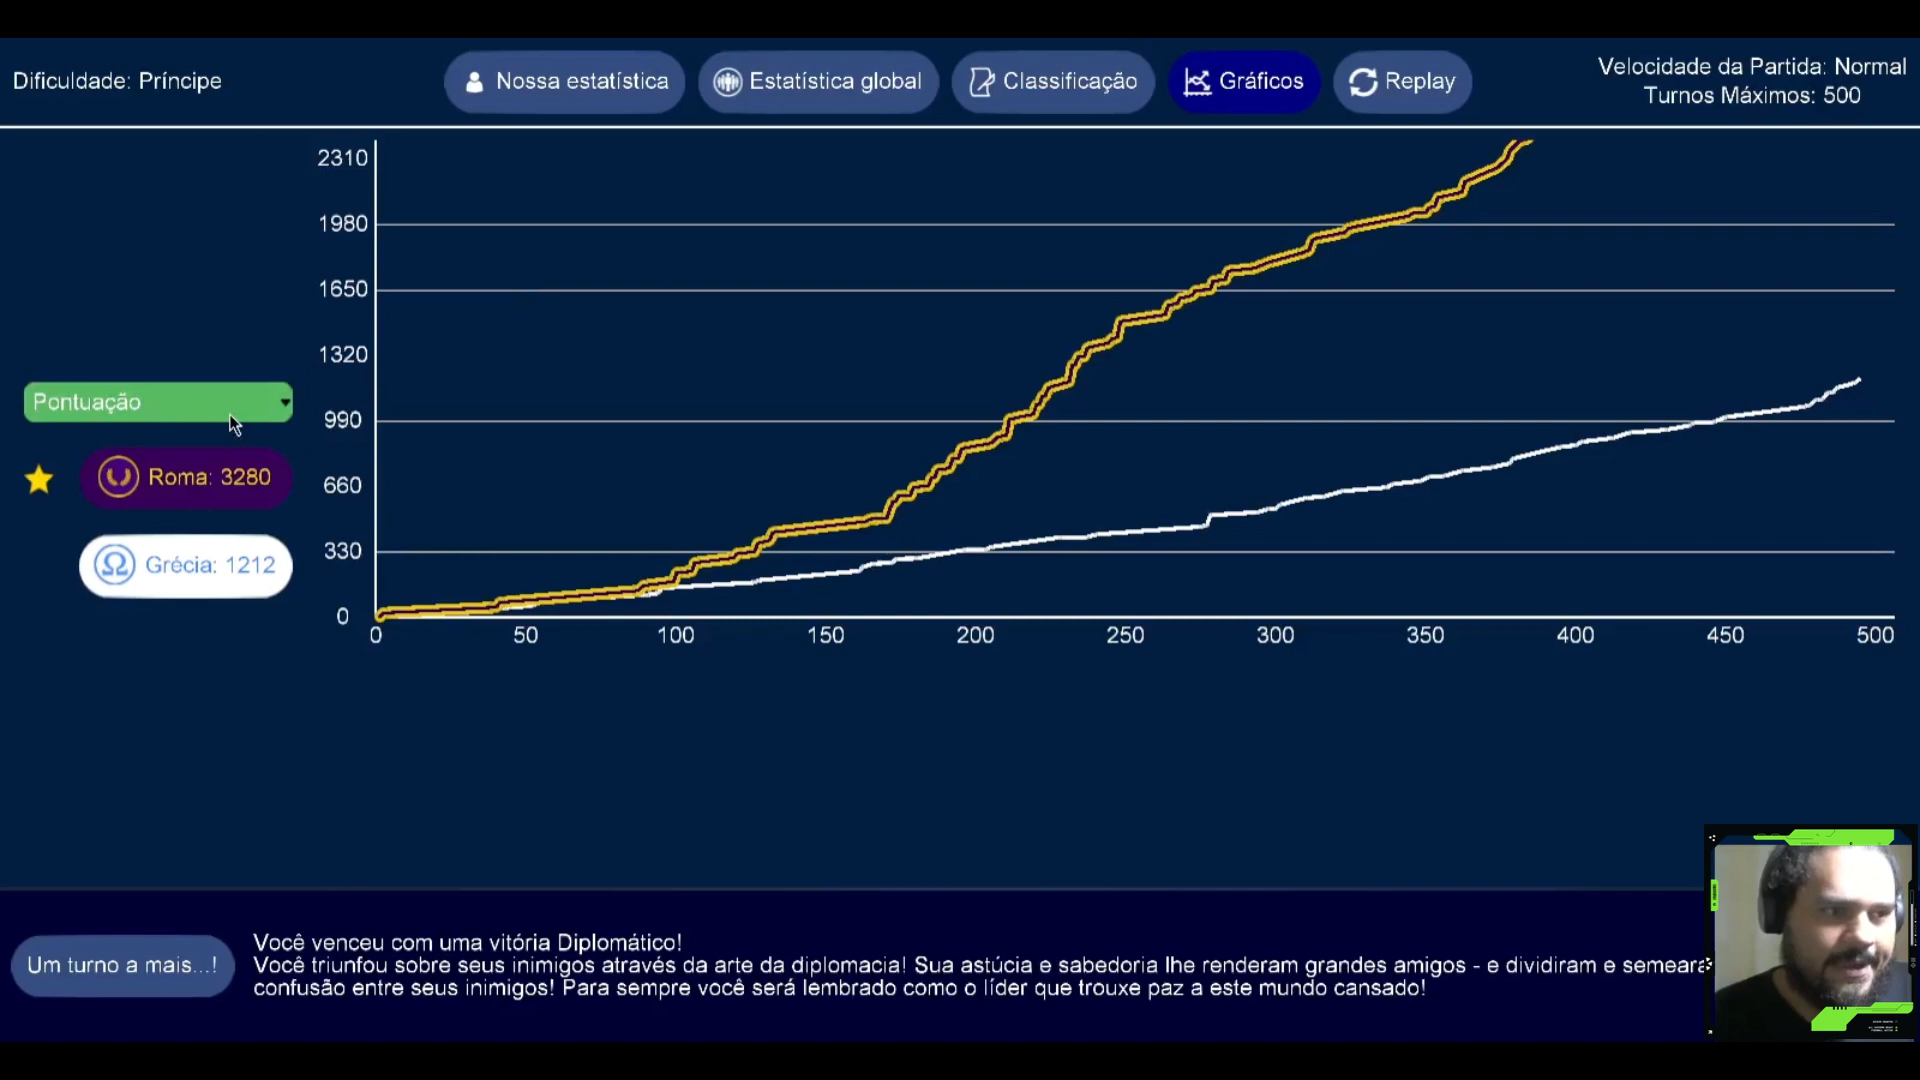 Dificuldade: Príncipe
Nossa estatística
Estatística global
Classificação
Gráficos
Replay
Velocidade da Partida: Normal
Turnos Máximos: 500
2310
1980
1650
1320
990
660
330
0
Pontuação
Roma: 3280
Grécia: 1212
0 50 100 150 200 250 300 350 400 450 500
Um turno a mais...!
Você venceu com uma vitória Diplomático!
Você triunfou sobre seus inimigos através da arte da diplomacia! Sua astúcia e sabedoria lhe renderam grandes amigos - e dividiram e semeara
confusão entre seus inimigos! Para sempre você será lembrado como o líder que trouxe paz a este mundo cansado!